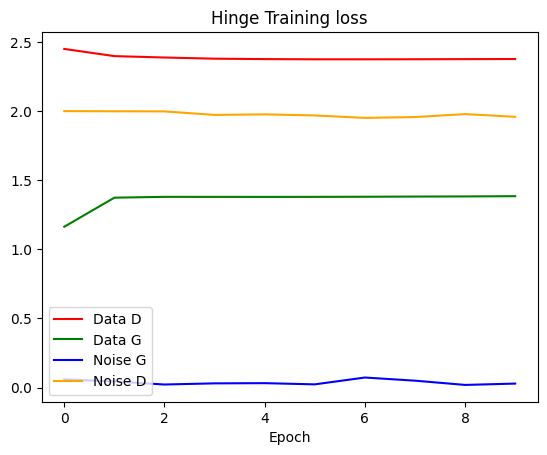 Hinge Training loss
2.5
2.0
1.5
1.0
0.5
0.0
Data D
Data G
Noise G
Noise D
0 2 4 6 8
Epoch